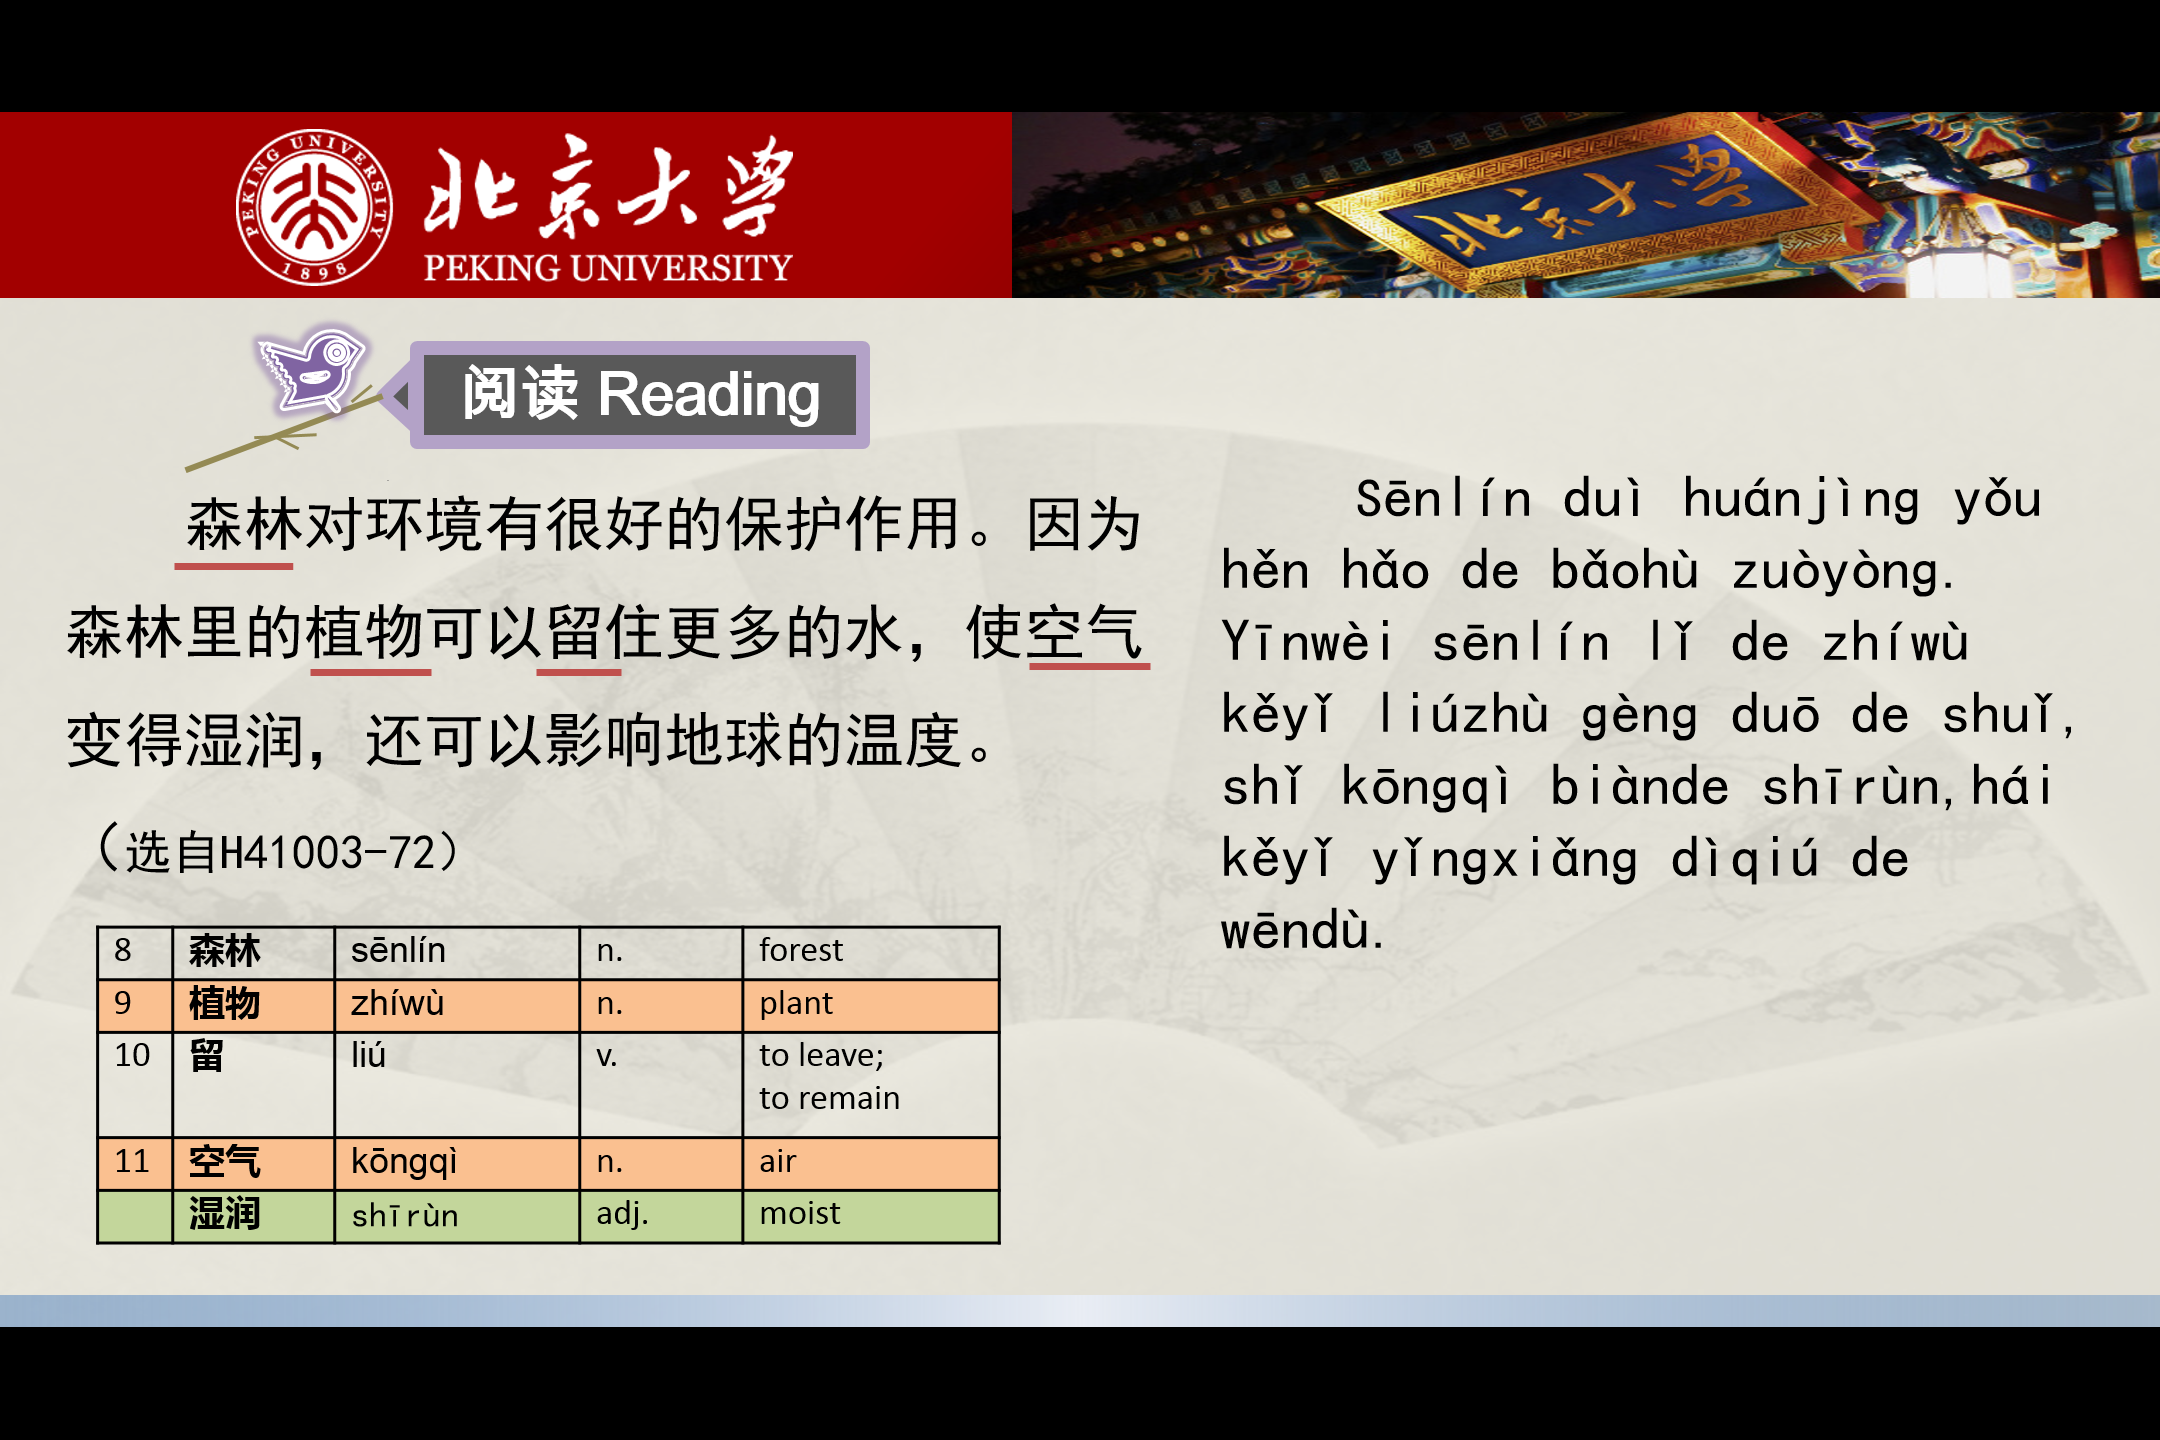 PEKING UNIVERSITY
1898
北京大学
PEKING UNIVERSITY
北京大学
阅读 Reading
森林对环境有很好的保护作用。因为
森林里的植物可以留住更多的水，使空气
变得湿润，还可以影响地球的温度。
（选自H41003-72）
Sēnlín duì huánjìng yǒu
hěn hǎo de bǎohù zuòyòng.
Yīnwèi sēnlín lǐ de zhíwù
kěyǐ liúzhù gèng duō de shuǐ,
shǐ kōngqì biànde shīrùn,hái
kěyǐ yǐngxiǎng dìqiú de
wēndù.
8 森林 sēnlín n. forest
9 植物 zhíwù n. plant
10 留 liú v. to leave;
to remain
11 空气 kōngqì n. air
湿润 shīrùn adj. moist